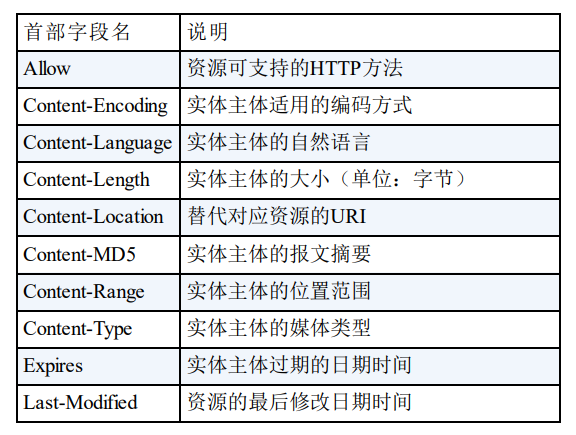 首部字段名 说明
Allow 资源可支持的HTTP方法
Content-Encoding 实体主体适用的编码方式
Content-Language 实体主体的自然语言
Content-Length 实体主体的大小（单位：字节）
Content-Location 替代对应资源的URI
Content-MD5 实体主体的报文摘要
Content-Range 实体主体的位置范围
Content-Type 实体主体的媒体类型
Expires 实体主体过期的日期时间
Last-Modified 资源的最后修改日期时间